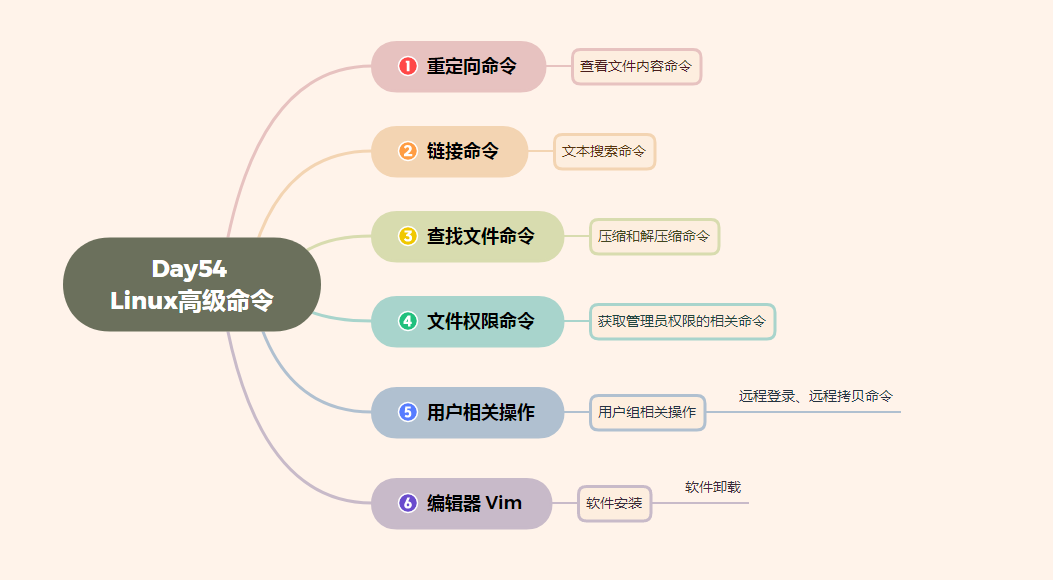 Day54
Linux高级命令
1 重定向命令
查看文件内容命令
2 链接命令
文本搜索命令
3 查找文件命令
压缩和解压缩命令
4 文件权限命令
获取管理员权限的相关命令
5 用户相关操作
用户组相关操作
远程登录、远程拷贝命令
6 编辑器 Vim
软件安装
软件卸载